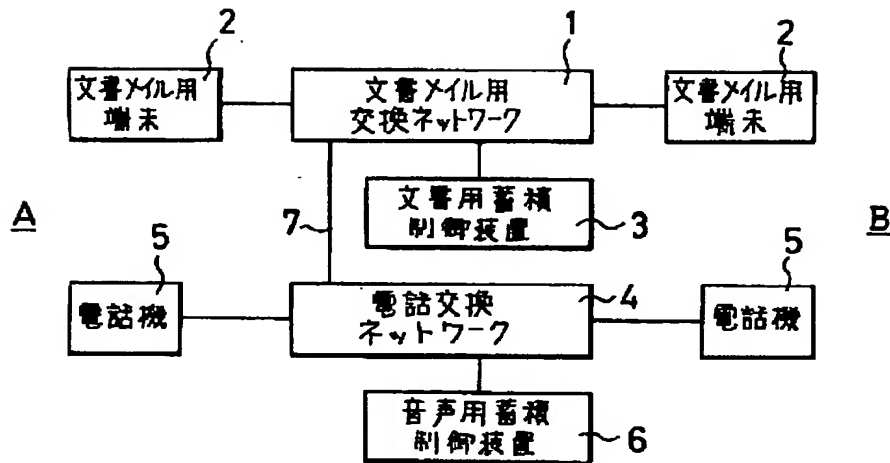 2
1
2
文書メイル用
端末
文書メイル用
交換ネットワーク
文書メイル用
端末
A
7
文書用蓄積
制御装置
3
B
5
電話機
電話交換
ネットワーク
4
5
電話機
音声用蓄積
制御装置
6